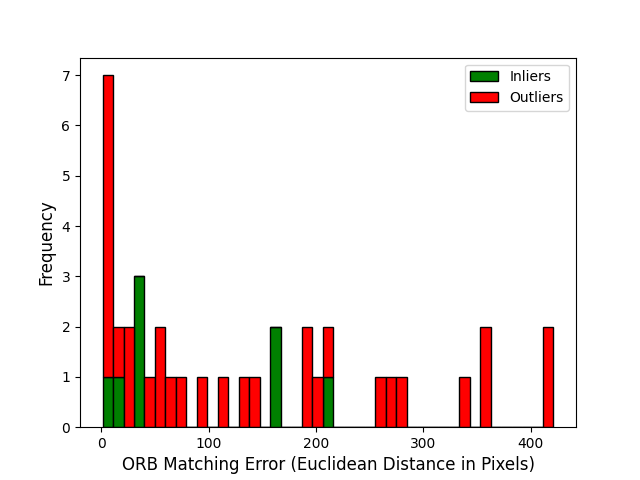 Inliers
Outliers
7
6
5
4
3
2
1
0
Frequency
0 100 200 300 400
ORB Matching Error (Euclidean Distance in Pixels)